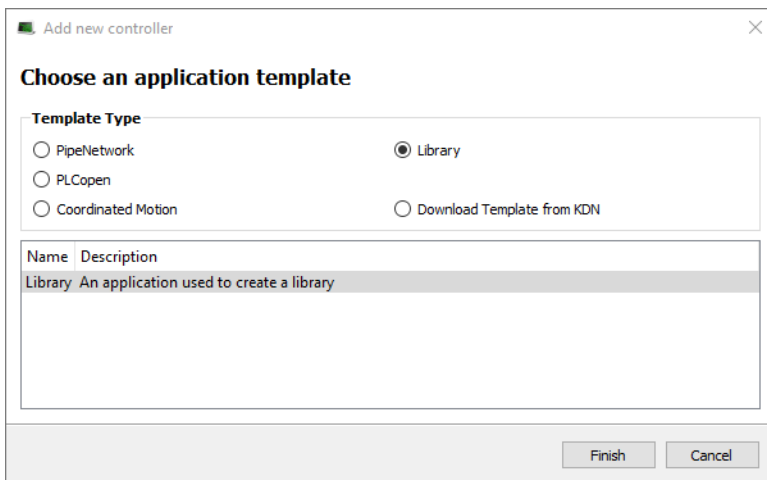 Add new controller
Choose an application template
Template Type
PipeNetwork
Library
PLCopen
Coordinated Motion
Download Template from KDN
Name Description
Library An application used to create a library
Finish Cancel